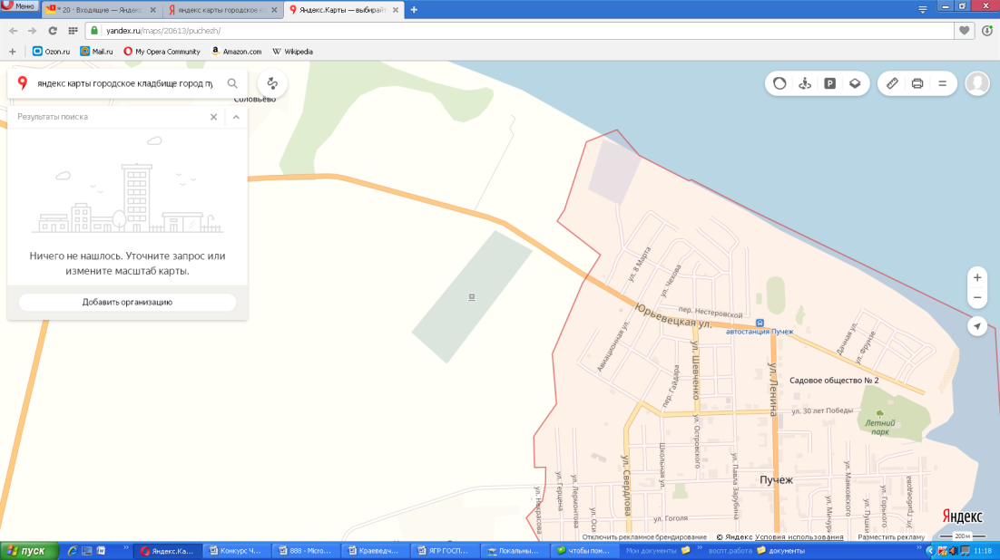 Меню
* 20 · Входящие — Яндекс
яндекс карты городское к
Яндекс.Карты — выбирайт
yandex.ru/maps/20613/puchezh/
Ozon.ru
Mail.ru
My Opera Community
Amazon.com
Wikipedia
яндекс карты городское кладбище город пу
Соловьёво
Результаты поиска
Ничего не нашлось. Уточните запрос или
измените масштаб карты.
Добавить организацию
P
ул. 8 Марта
ул. Чехова
пер. Нестеровской
Юрьевецкая ул.
автостанция Пучеж
Авиационная ул.
ул. Шевченко
пер. Гайдара
ул. Ленина
Дачная ул.
ул. Фрунзе
Садовое общество № 2
ул. 30 лет Победы
Летний
парк
ул. Островского
Школьная ул.
ул. Свердлова
ул. Павла Зарубина
Пучеж
ул. Герцена
ул. Лермонтова
ул. Некрасова
ул. Оси
ул. Гоголя
ул. Маяковского
ул. Мичур
ул. Пушки
ул. Горького
ул. Грибоедова
Яндекс
Отключить рекламное брендирование
© Яндекс Условия использования
Разместить рекламу
200 м
пуск
Яндекс.Ка...
Конкурс Ч...
888 - Micro...
Краеведч...
ЯГР ГОСП...
Локальны...
чтобы пом...
Мои документы
воспт.работа
документы
11:18